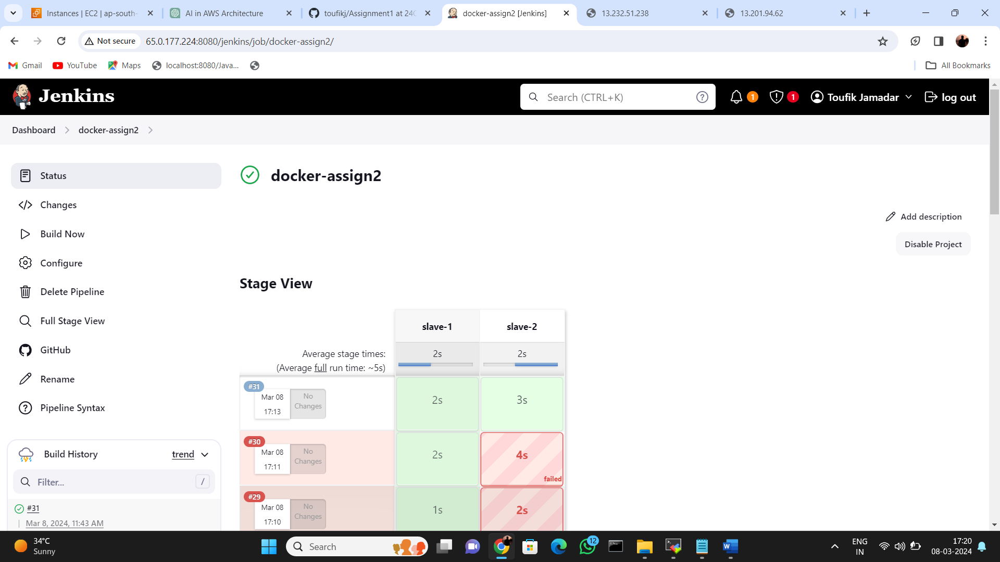 Instances | EC2 | ap-south-
AI in AWS Architecture
toufikj/Assignment1 at 24Q
docker-assign2 [Jenkins]
13.232.51.238
13.201.94.62
Not secure
65.0.177.224:8080/jenkins/job/docker-assign2/
Gmail
YouTube
Maps
localhost:8080/Java...
All Bookmarks
Jenkins
Search (CTRL+K)
?
1
1
Toufik Jamadar
log out
Dashboard
docker-assign2
Status
docker-assign2
Changes
Add description
Build Now
Disable Project
Configure
Stage View
Delete Pipeline
Full Stage View
GitHub
Rename
Pipeline Syntax
slave-1
slave-2
Average stage times:
2s
2s
(Average full run time: ~5s)
#31
Mar 08
17:13
No
Changes
2s
3s
#30
Mar 08
17:11
No
Changes
2s
4s
failed
#29
Mar 08
17:10
No
Changes
1s
2s
Build History
trend
Filter...
/
#31
Mar 8, 2024, 11:43 AM
34°C
Sunny
Search
12
ENG
IN
17:20
08-03-2024